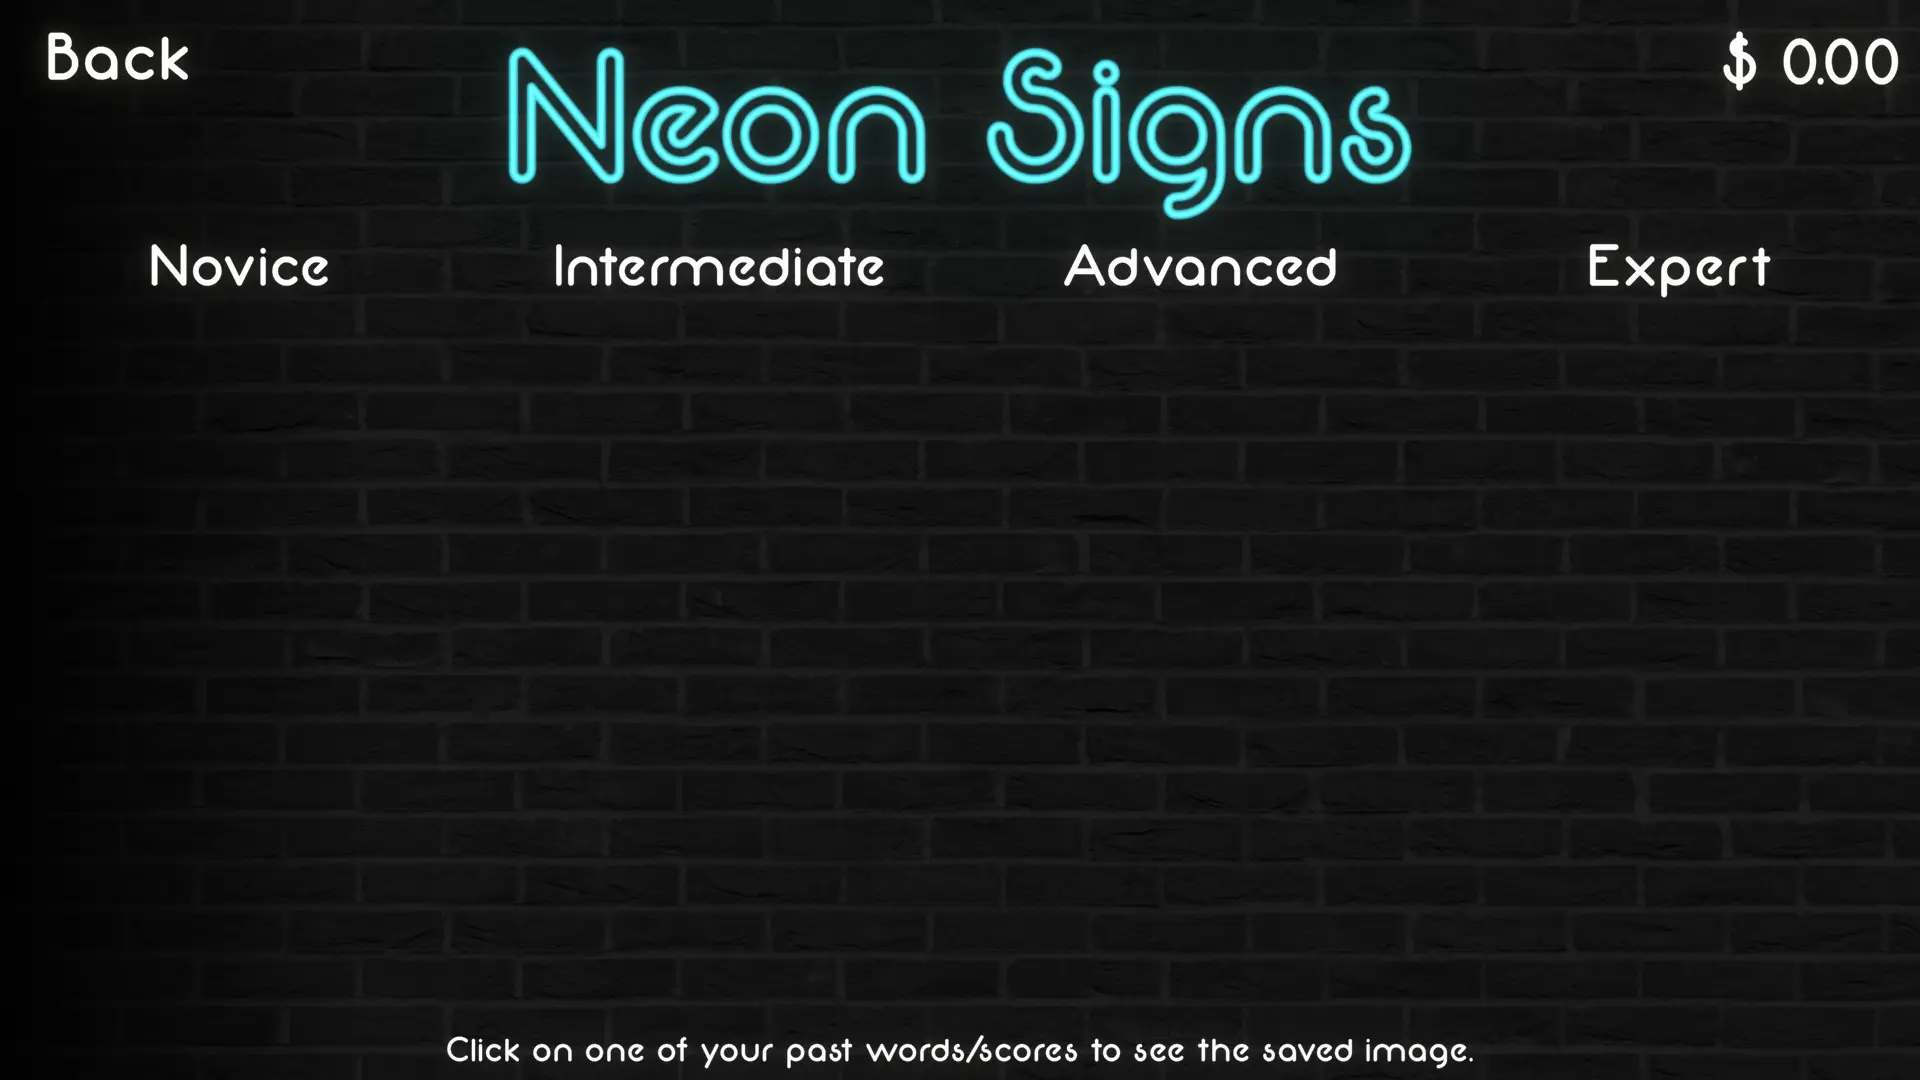 Back
Neon Signs
$ 0.00
Novice
Intermediate
Advanced
Expert
Click on one of your past words/scores to see the saved image.